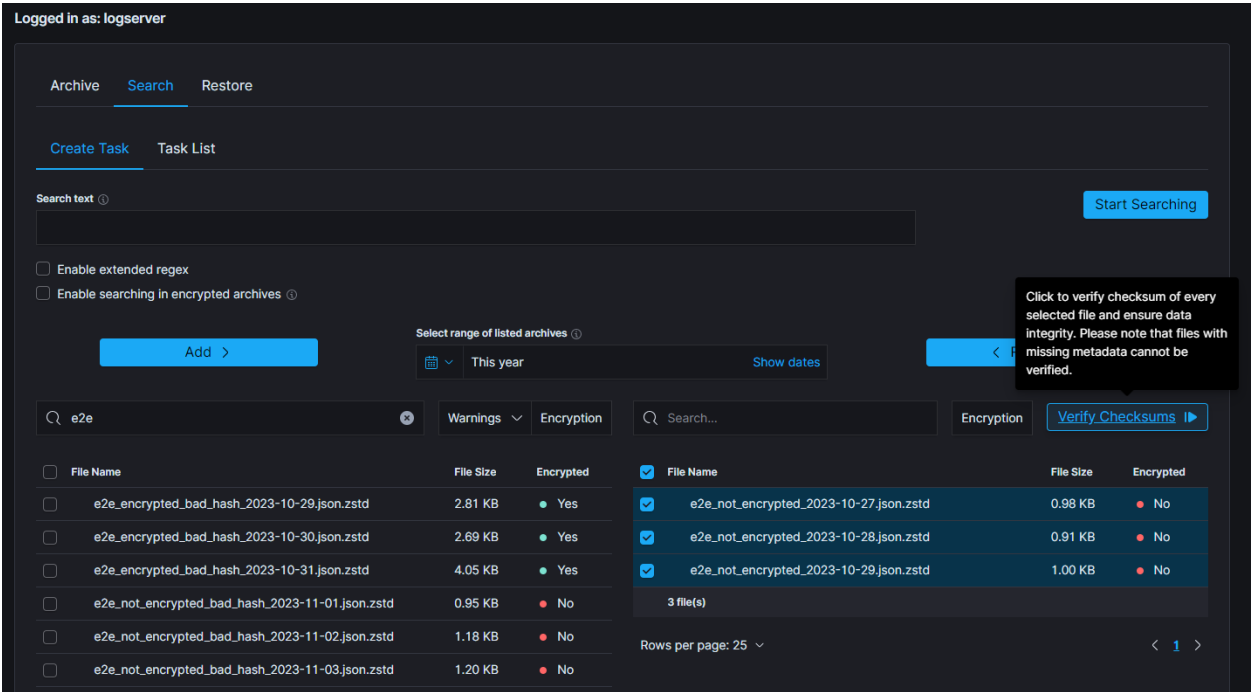 Logged in as: logserver
Archive Search Restore
Create Task Task List
Search text
Start Searching
Enable extended regex
Enable searching in encrypted archives
Click to verify checksum of every
selected file and ensure data
integrity. Please note that files with
missing metadata cannot be
verified.
Select range of listed archives
Add >
This year Show dates
<
e2e Warnings Encryption Search... Encryption Verify Checksums
File Name File Size Encrypted File Name File Size Encrypted
e2e_encrypted_bad_hash_2023-10-29.json.zstd 2.81 KB Yes e2e_not_encrypted_2023-10-27.json.zstd 0.98 KB No
e2e_encrypted_bad_hash_2023-10-30.json.zstd 2.69 KB Yes e2e_not_encrypted_2023-10-28.json.zstd 0.91 KB No
e2e_encrypted_bad_hash_2023-10-31.json.zstd 4.05 KB Yes e2e_not_encrypted_2023-10-29.json.zstd 1.00 KB No
e2e_not_encrypted_bad_hash_2023-11-01.json.zstd 0.95 KB No 3 file(s)
e2e_not_encrypted_bad_hash_2023-11-02.json.zstd 1.18 KB No Rows per page: 25 < 1 >
e2e_not_encrypted_bad_hash_2023-11-03.json.zstd 1.20 KB No